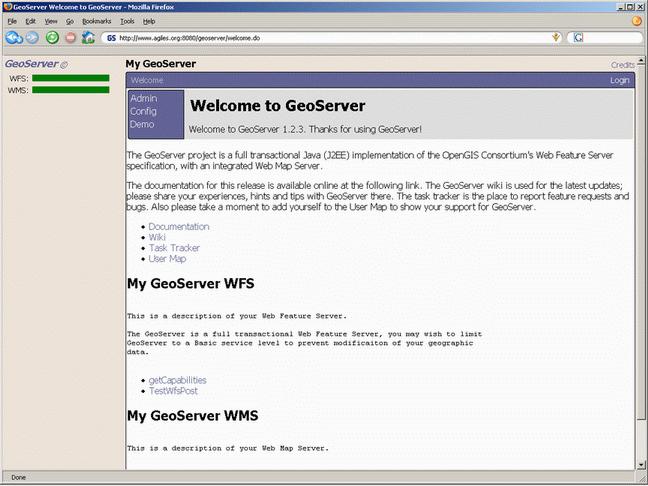 GeoServer Welcome to GeoServer - Mozilla Firefox
File Edit View Go Bookmarks Tools Help
GS http://www.agiles.org:8080/geoserver/welcome.do
GeoServer © My GeoServer Credits
WFS: Welcome Login
WMS:
Admin
Config
Demo
Welcome to GeoServer
Welcome to GeoServer 1.2.3. Thanks for using GeoServer!
The GeoServer project is a full transactional Java (J2EE) implementation of the OpenGIS Consortium's Web Feature Server
specification, with an integrated Web Map Server.
The documentation for this release is available online at the following link. The GeoServer wiki is used for the latest updates;
please share your experiences, hints and tips with GeoServer there. The task tracker is the place to report feature requests and
bugs. Also please take a moment to add yourself to the User Map to show your support for GeoServer.
• Documentation
• Wiki
• Task Tracker
• User Map
My GeoServer WFS
This is a description of your Web Feature Server.
The GeoServer is a full transactional Web Feature Server, you may wish to limit
GeoServer to a Basic service level to prevent modificaiton of your geographic
data.
• getCapabilities
• TestWfsPost
My GeoServer WMS
This is a description of your Web Map Server.
Done